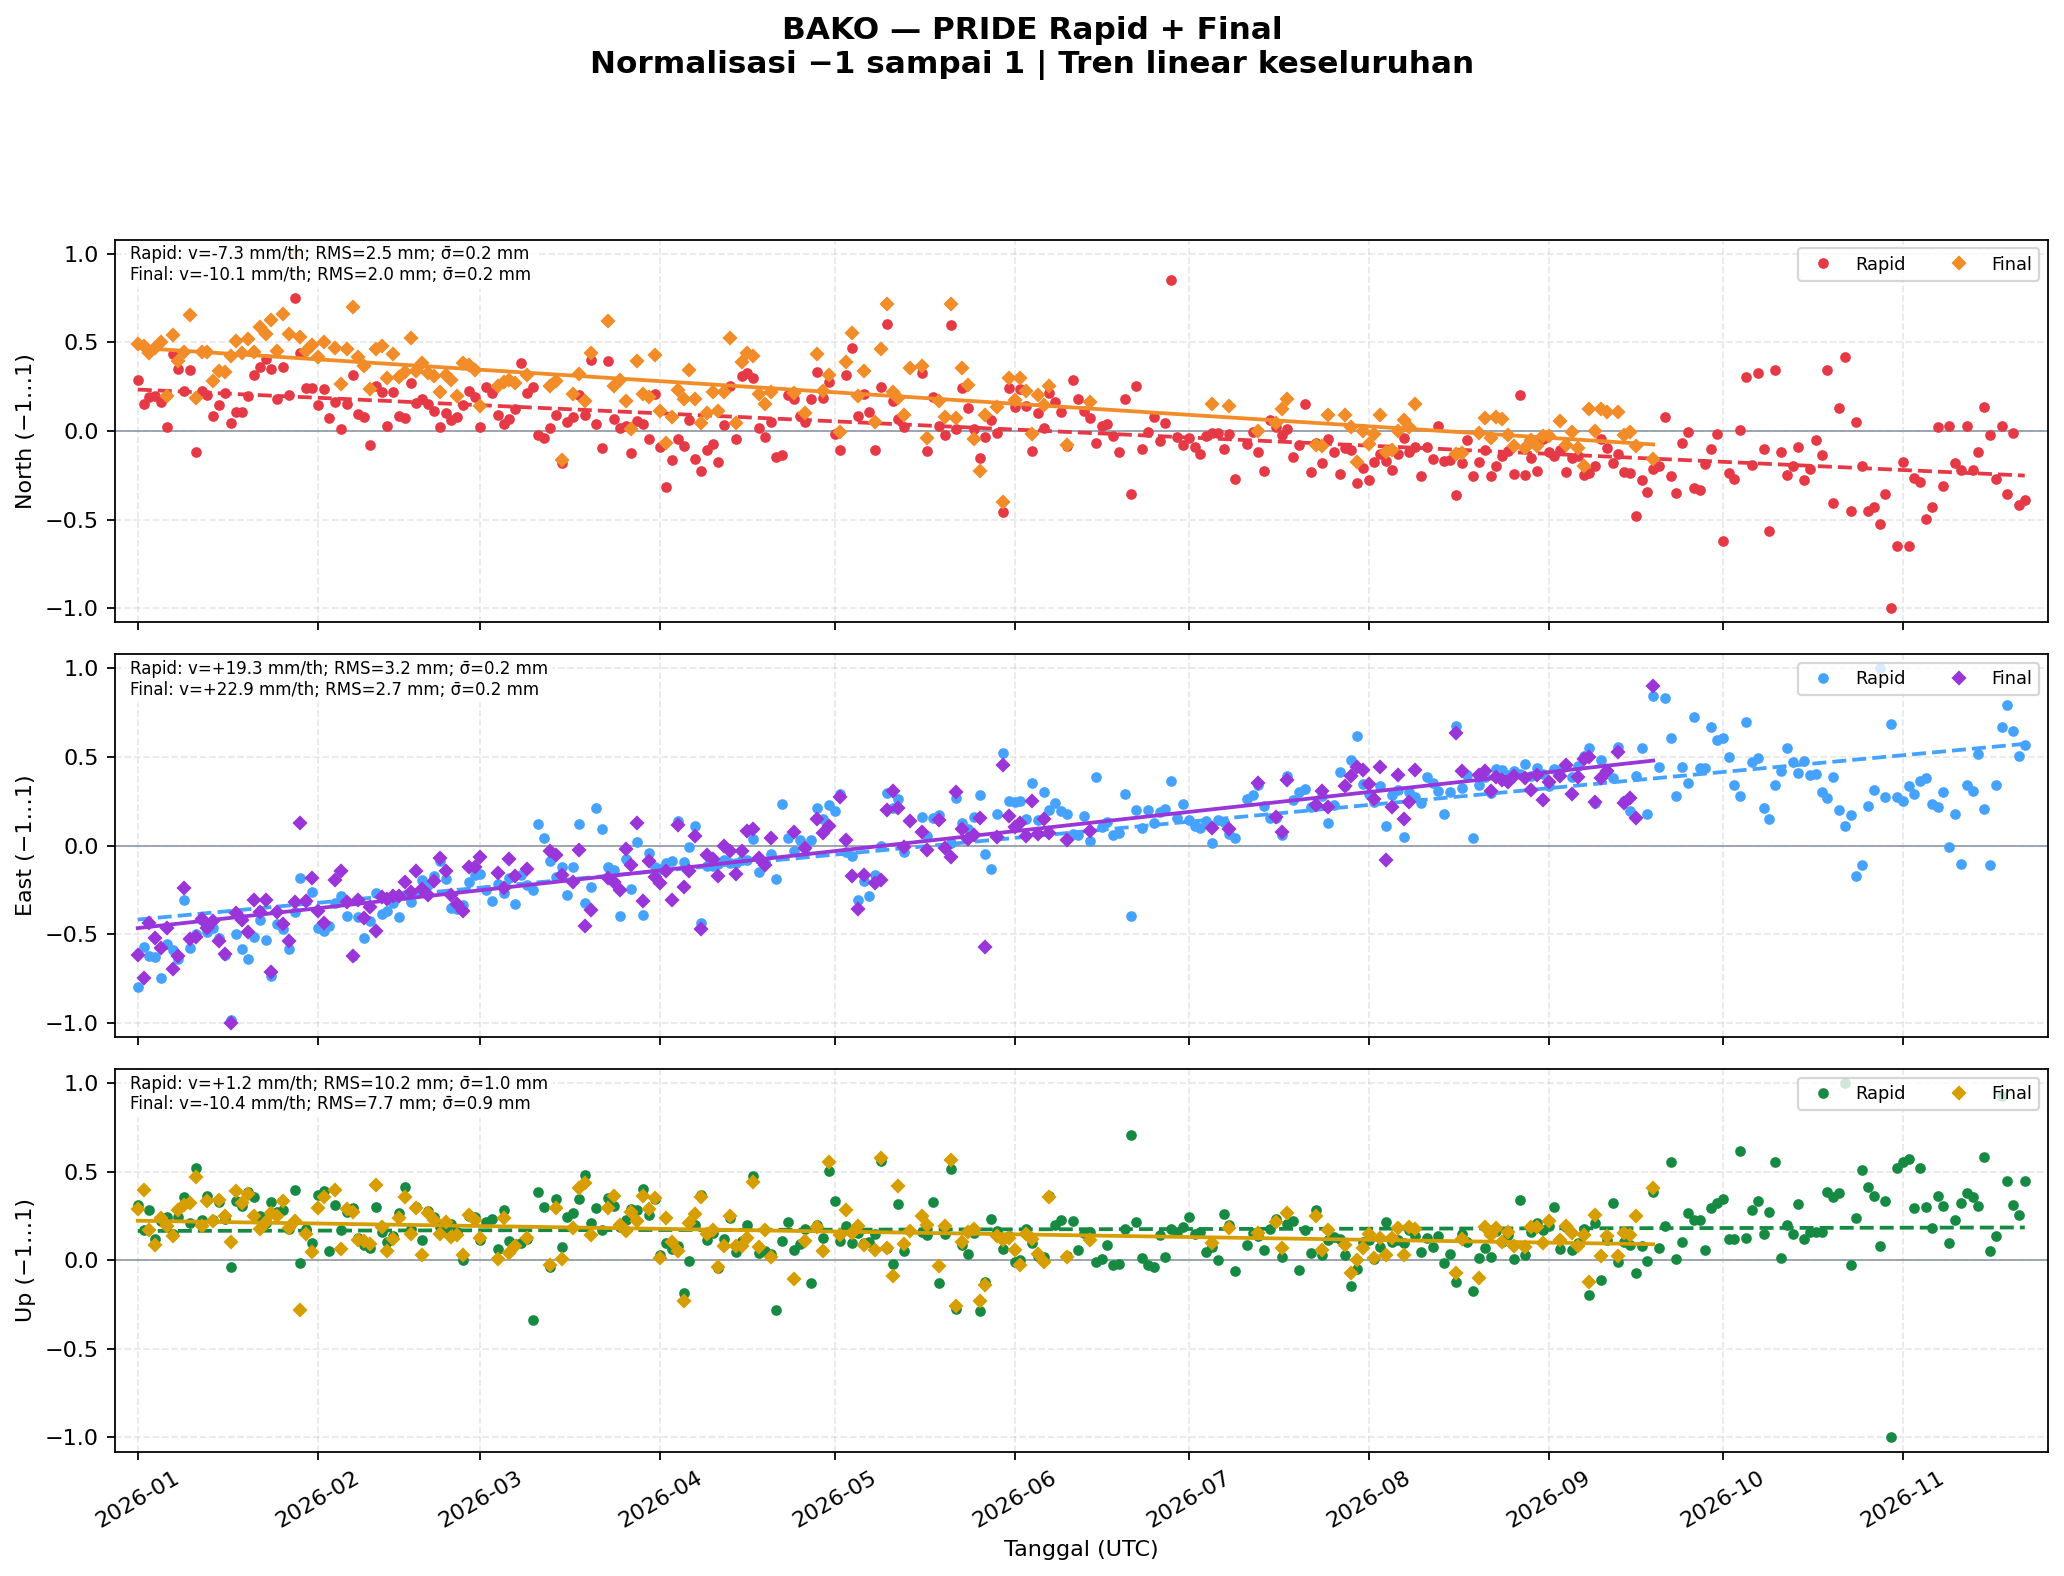 BAKO — PRIDE Rapid + Final
Normalisasi −1 sampai 1 | Tren linear keseluruhan
Rapid: v=-7.3 mm/th; RMS=2.5 mm; σ̄=0.2 mm
Final: v=-10.1 mm/th; RMS=2.0 mm; σ̄=0.2 mm
Rapid Final
North (−1…1)
1.0
0.5
0.0
−0.5
−1.0
Rapid: v=+19.3 mm/th; RMS=3.2 mm; σ̄=0.2 mm
Final: v=+22.9 mm/th; RMS=2.7 mm; σ̄=0.2 mm
Rapid Final
East (−1…1)
1.0
0.5
0.0
−0.5
−1.0
Rapid: v=+1.2 mm/th; RMS=10.2 mm; σ̄=1.0 mm
Final: v=-10.4 mm/th; RMS=7.7 mm; σ̄=0.9 mm
Rapid Final
Up (−1…1)
1.0
0.5
0.0
−0.5
−1.0
2026-01 2026-02 2026-03 2026-04 2026-05 2026-06 2026-07 2026-08 2026-09 2026-10 2026-11
Tanggal (UTC)